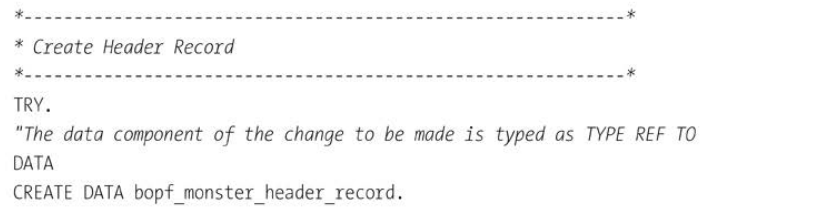 *------------------------------------------------------------*
* Create Header Record
*------------------------------------------------------------*
TRY.
"The data component of the change to be made is typed as TYPE REF TO
DATA
CREATE DATA bopf_monster_header_record.